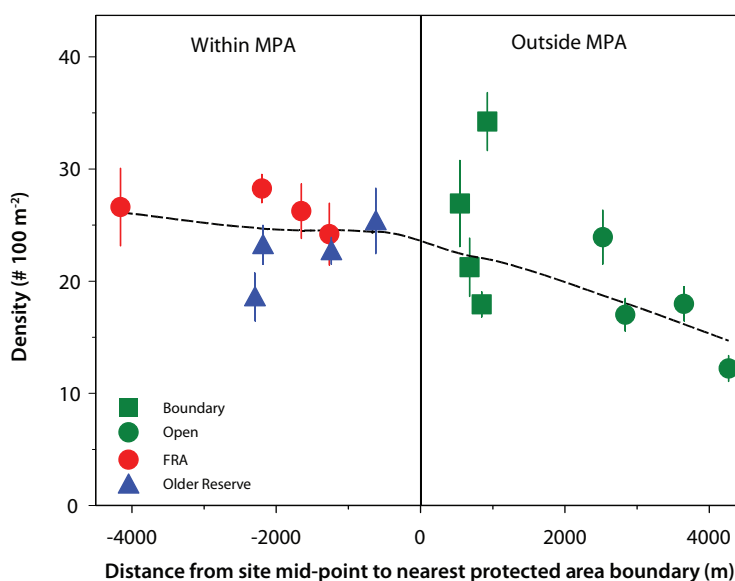 Within MPA
Outside MPA
40
30
20
10
0
Density (# 100 m⁻²)
Boundary
Open
FRA
Older Reserve
-4000
-2000
0
2000
4000
Distance from site mid-point to nearest protected area boundary (m)